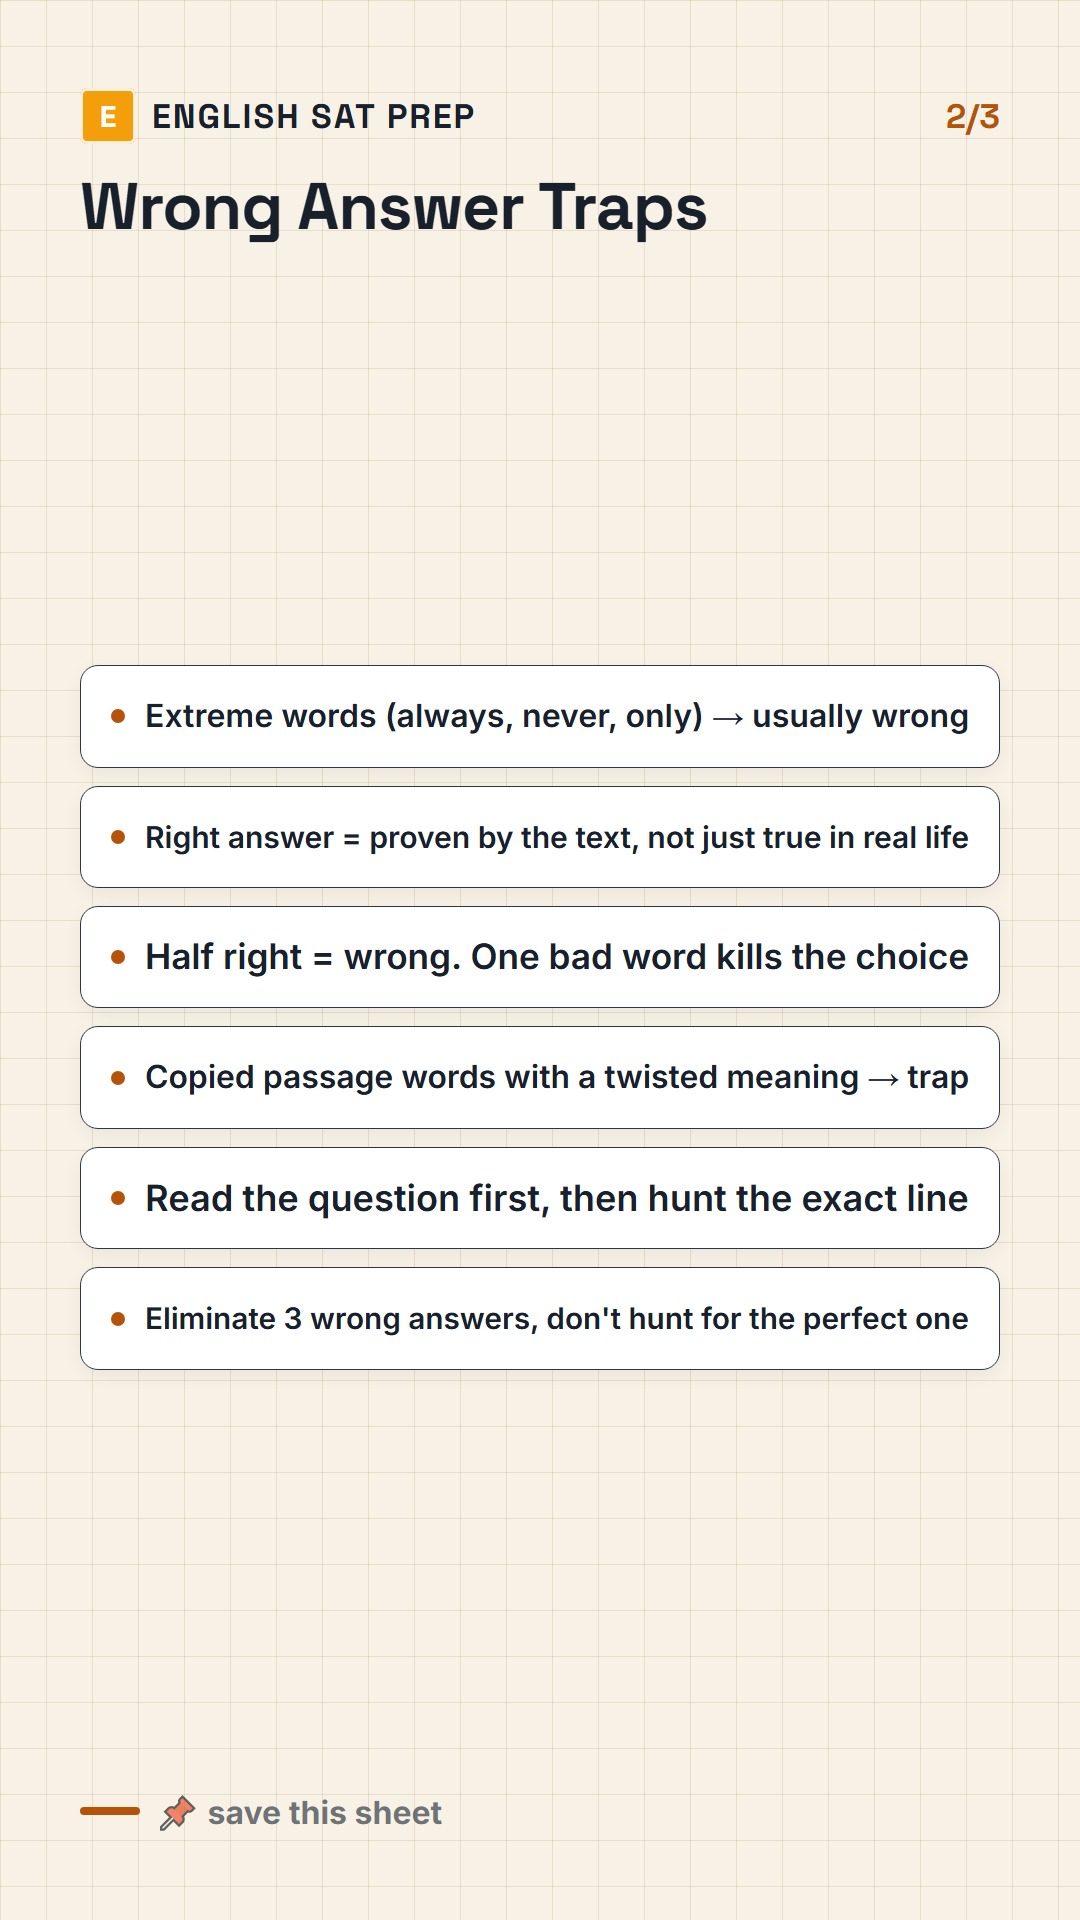 E ENGLISH SAT PREP 2/3
Wrong Answer Traps
Extreme words (always, never, only) → usually wrong
Right answer = proven by the text, not just true in real life
Half right = wrong. One bad word kills the choice
Copied passage words with a twisted meaning → trap
Read the question first, then hunt the exact line
Eliminate 3 wrong answers, don't hunt for the perfect one
📌 save this sheet